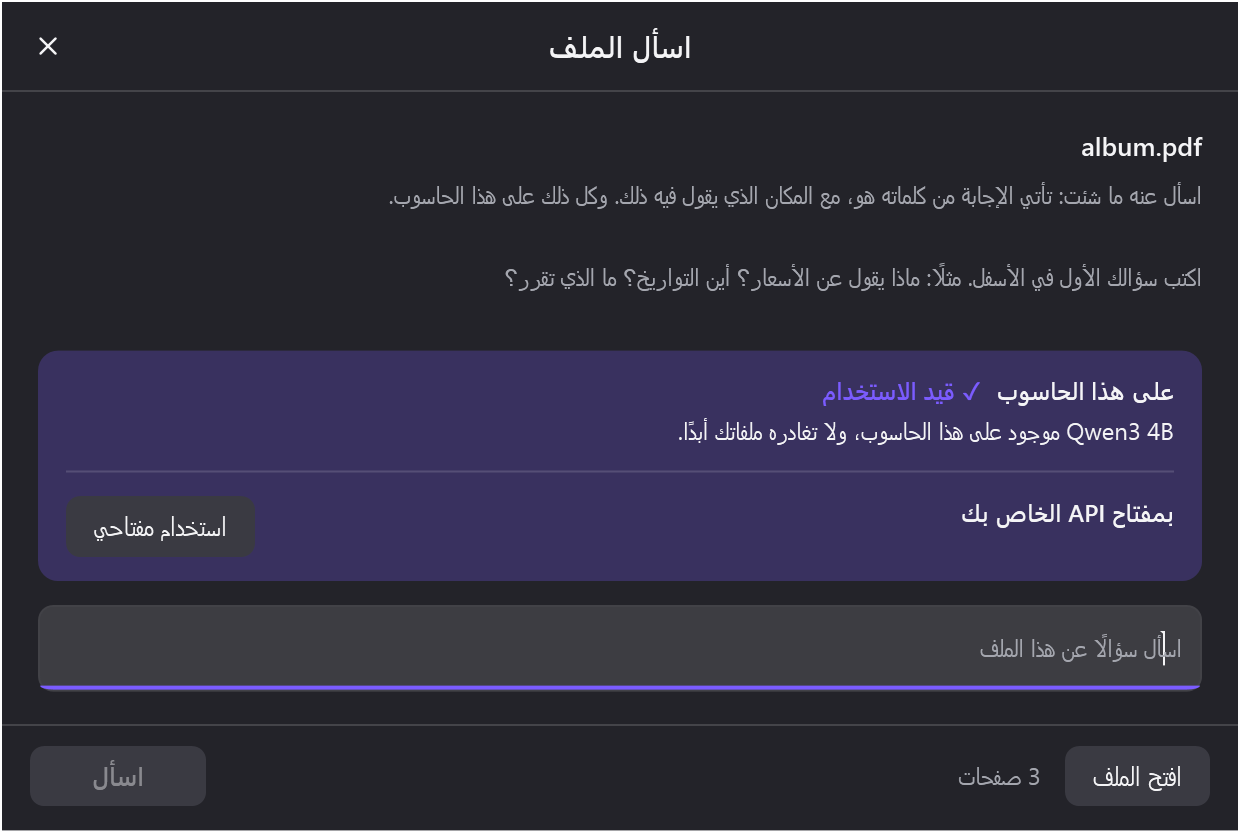 اسأل الملف
album.pdf
اسأل عنه ما شئت: تأتي الإجابة من كلماته هو، مع المكان الذي يقول فيه ذلك. وكل ذلك على هذا الحاسوب.
اكتب سؤالك الأول في الأسفل. مثلًا: ماذا يقول عن الأسعار؟ أين التواريخ؟ ما الذي تقرر؟
على هذا الحاسوب ✓ قيد الاستخدام
Qwen3 4B موجود على هذا الحاسوب، ولا تغادره ملفاتك أبدًا.
بمفتاح API الخاص بك
استخدام مفتاحي
اسأل سؤالًا عن هذا الملف
افتح الملف
3 صفحات
اسأل